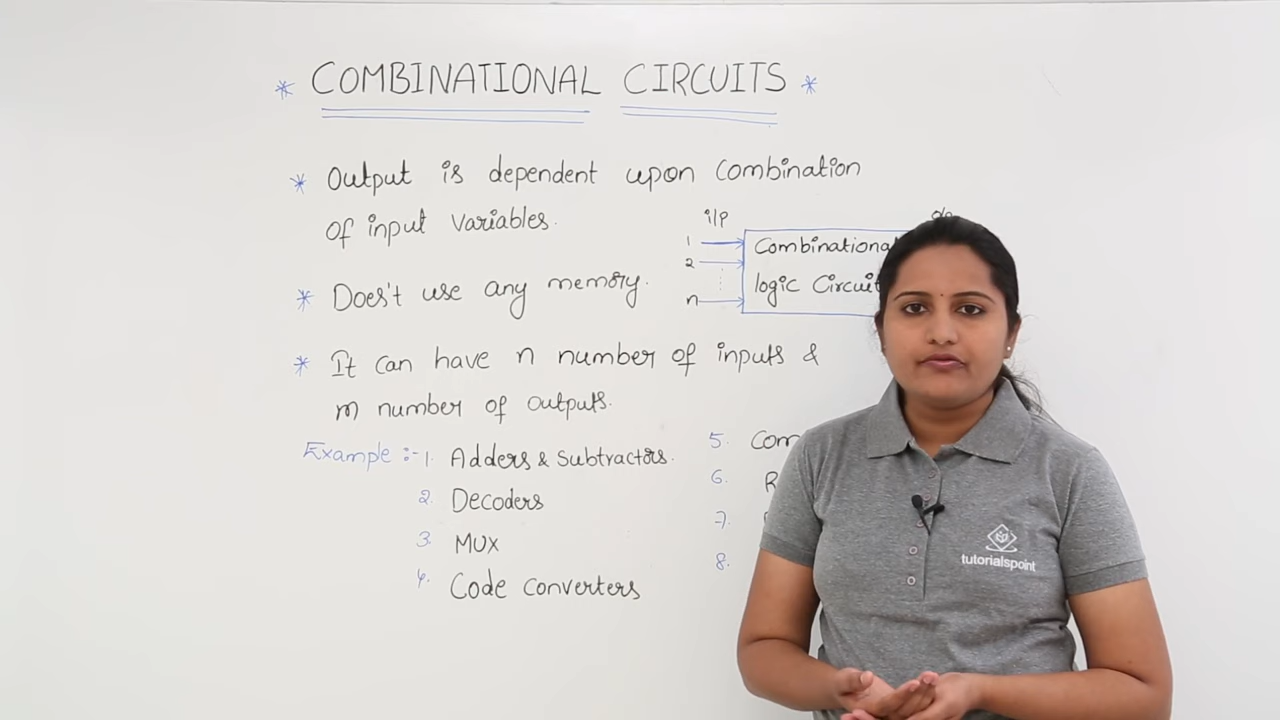 * COMBINATIONAL CIRCUITS *
* Output is dependent upon combination
of input variables.
* Does't use any memory.
i/p
1
2
n
Combinational
logic Circuit
* It can have n number of inputs &
m number of outputs.
Example :- 1. Adders & Subtractors.
2. Decoders
3. MUX
4. Code converters
5.
6.
7.
8.
tutorialspoint